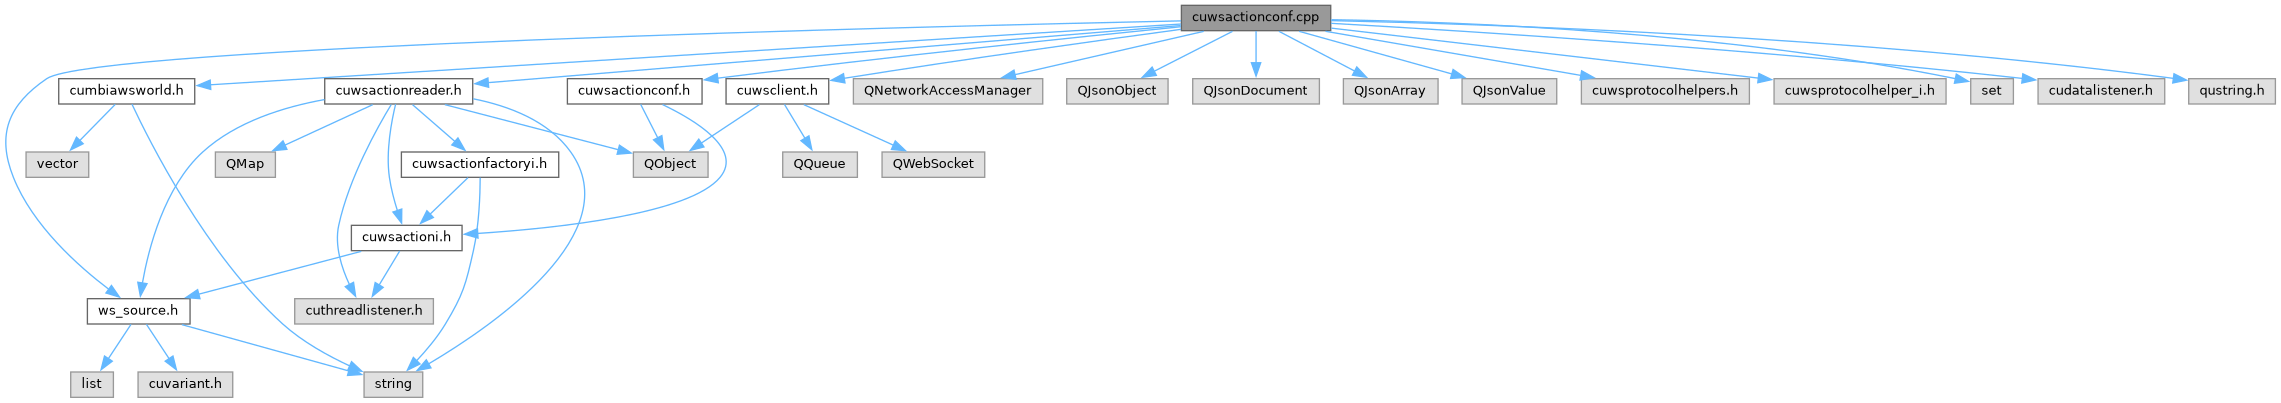 cuwsactionconf.cpp
cumbiawsworld.h
cuwsactionreader.h
cuwsactionconf.h
cuwsclient.h
QNetworkAccessManager
QJsonObject
QJsonDocument
QJsonArray
QJsonValue
cuwsprotocolhelpers.h
cuwsprotocolhelper_i.h
set
cudatalistener.h
qustring.h
vector
QMap
cuwsactionfactoryi.h
QObject
QQueue
QWebSocket
cuwsactioni.h
ws_source.h
cuthreadlistener.h
list
cuvariant.h
string